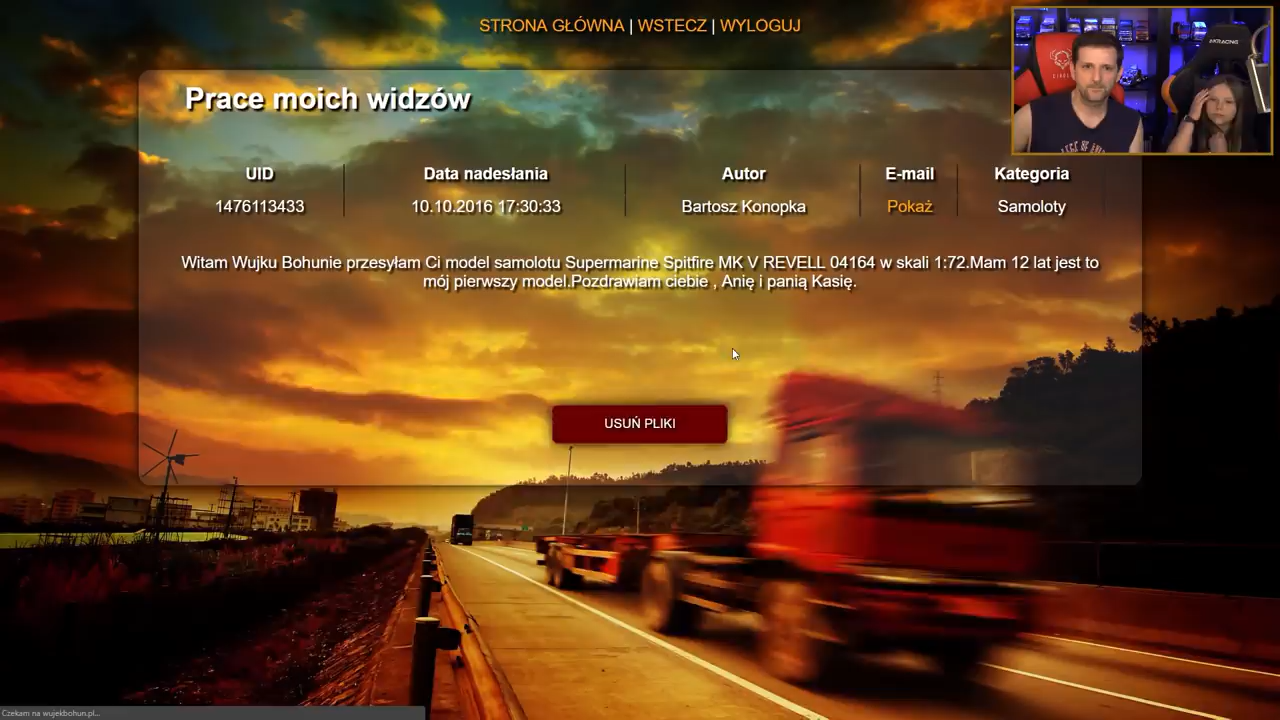 STRONA GŁÓWNA | WSTECZ | WYLOGUJ
AKRACING
Prace moich widzów
UID Data nadesłania Autor E-mail Kategoria
1476113433 10.10.2016 17:30:33 Bartosz Konopka Pokaż Samoloty
Witam Wujku Bohunie przesyłam Ci model samolotu Supermarine Spitfire MK V REVELL 04164 w skali 1:72.Mam 12 lat jest to
mój pierwszy model.Pozdrawiam ciebie , Anię i panią Kasię.
USUŃ PLIKI
Czekam na wujekbohun.pl...